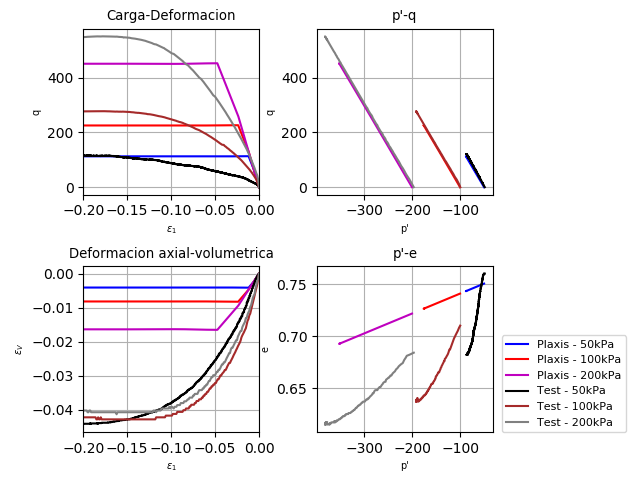 Carga-Deformacion
q
400
200
0
−0.20 −0.15 −0.10 −0.05 0.00
ε1
p'-q
q
400
200
0
−300 −200 −100
p'
Deformacion axial-volumetrica
εv
0.00
−0.01
−0.02
−0.03
−0.04
−0.20 −0.15 −0.10 −0.05 0.00
ε1
p'-e
e
0.75
0.70
0.65
−300 −200 −100
p'
Plaxis - 50kPa
Plaxis - 100kPa
Plaxis - 200kPa
Test - 50kPa
Test - 100kPa
Test - 200kPa